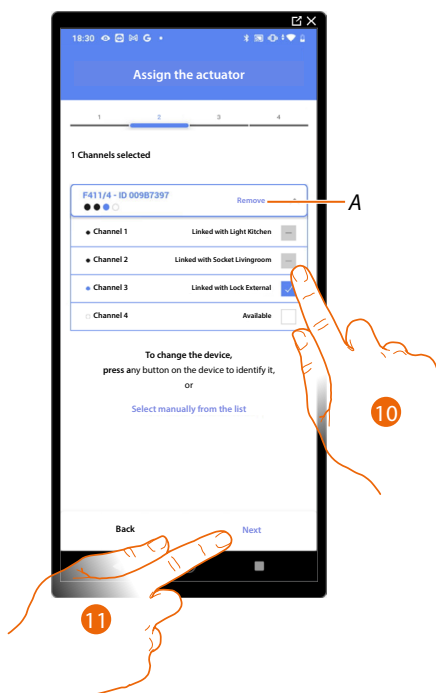 18:30 G
Assign the actuator
1 2 3 4
1 Channels selected
F411/4 - ID 009B7397
Remove
A
Channel 1 Linked with Light Kitchen
Channel 2 Linked with Socket Livingroom
Channel 3 Linked with Lock External
Channel 4 Available
To change the device,
press any button on the device to identify it,
or
Select manually from the list
10
Back Next
11